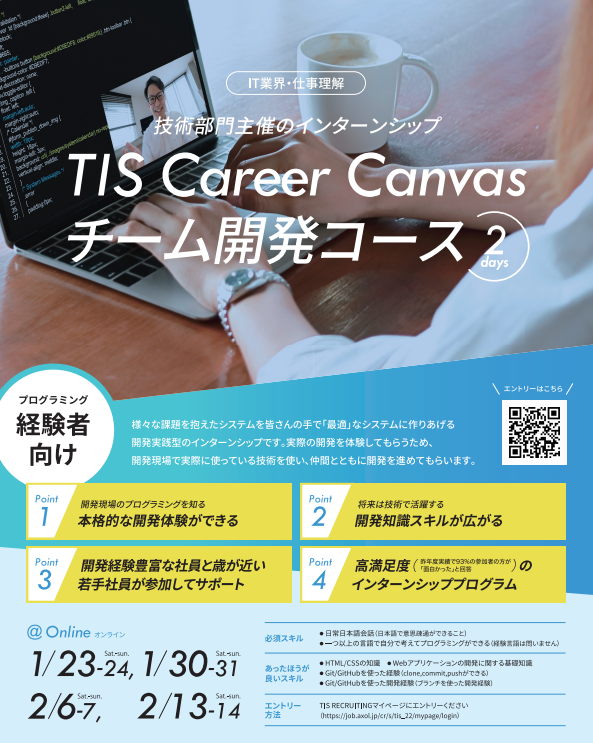 IT業界・仕事理解
技術部門主催のインターンシップ
TIS Career Canvas
チーム開発コース 2 days
プログラミング
経験者
向け
エントリーはこちら
様々な課題を抱えたシステムを皆さんの手で「最適」なシステムに作りあげる
開発実践型のインターンシップです。実際の開発を体験してもらうため、
開発現場で実際に使っている技術を使い、仲間とともに開発を進めてもらいます。
Point 1
開発現場のプログラミングを知る
本格的な開発体験ができる
Point 2
将来は技術で活躍する
開発知識スキルが広がる
Point 3
開発経験豊富な社員と歳が近い
若手社員が参加してサポート
Point 4
高満足度(昨年度実績で93%の参加者の方が「面白かった」と回答)の
インターンシッププログラム
@ Online オンライン
1/23-24, Sat.-sun. 1/30-31 Sat.-sun.
2/6-7, Sat.-sun. 2/13-14 Sat.-sun.
必須スキル
●日常日本語会話(日本語で意思疎通ができること)
●一つ以上の言語で自分で考えてプログラミングができる(経験言語は問いません)
あったほうが
良いスキル
●HTML/CSSの知識 ●Webアプリケーションの開発に関する基礎知識
●Git/GitHubを使った経験(clone,commit,pushができる)
●Git/GitHubを使った開発経験(ブランチを使った開発経験)
エントリー
方法
TIS RECRUITINGマイページにエントリーください
(https://job.axol.jp/cr/s/tis_22/mypage/login)